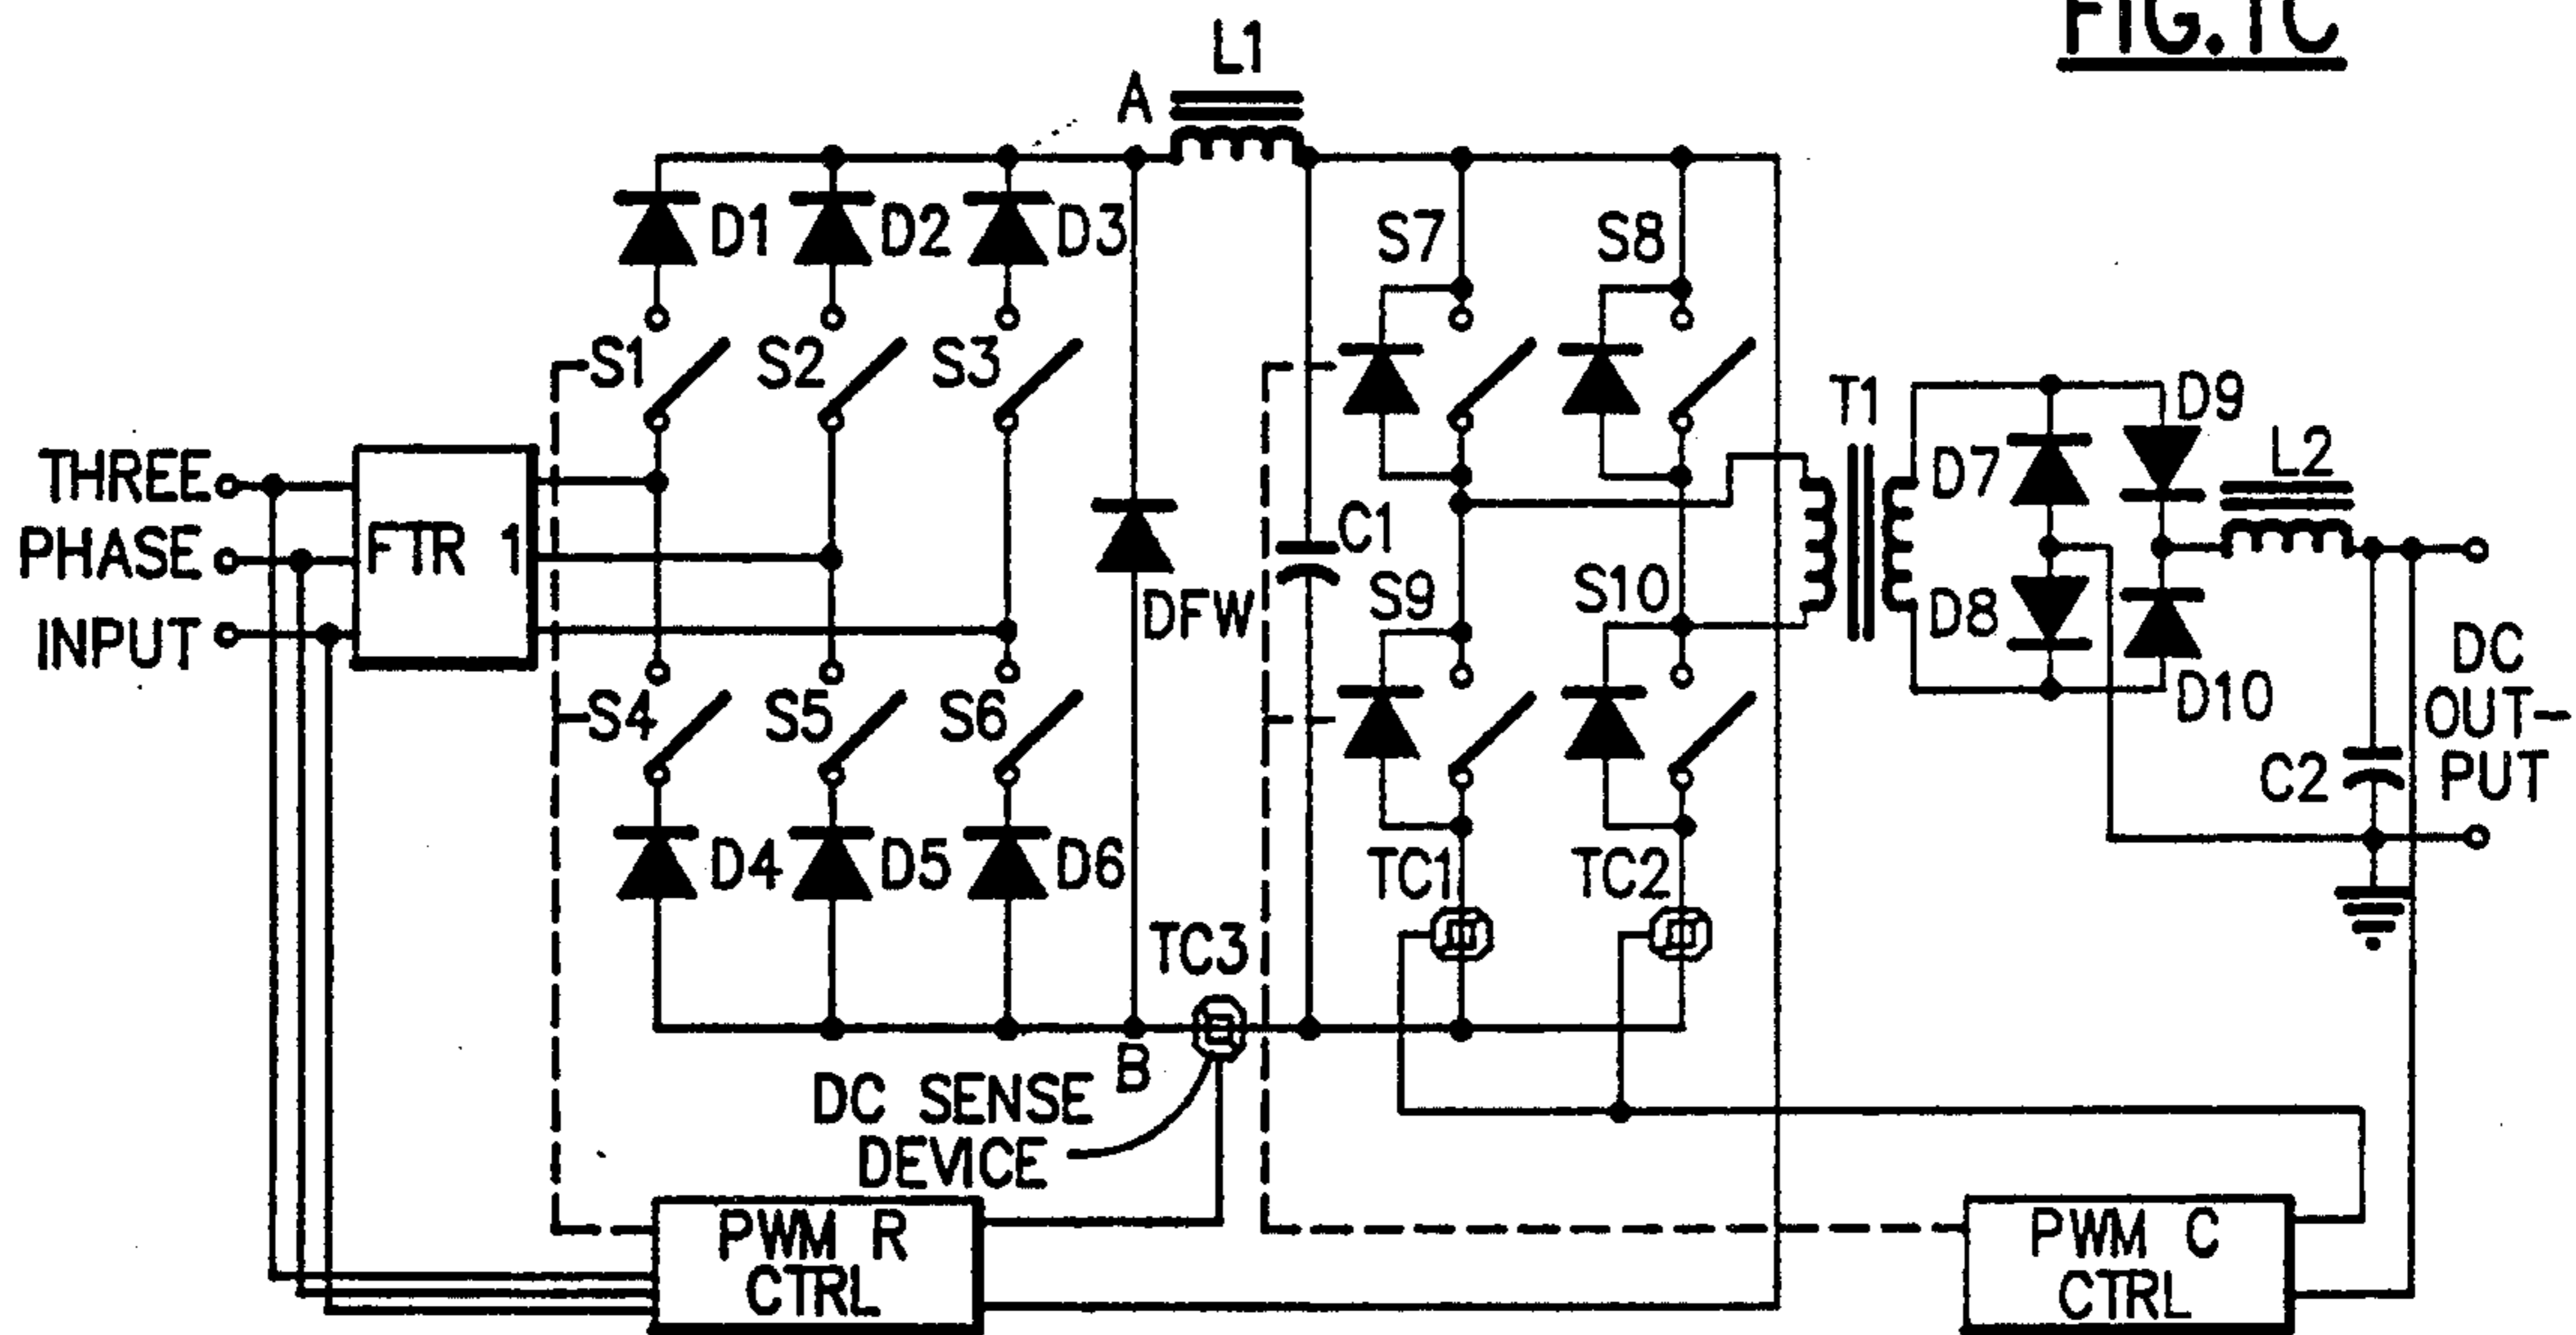 FIG. 1C
L1
A
D1
D2
D3
S7
S8
S1
S2
S3
T1
D9
THREE
PHASE
INPUT
FTR 1
D7
L2
C1
DFW
S9
S10
D8
DC
OUT-
PUT
D10
S4
S5
S6
C2
D4
D5
D6
TC1
TC2
TC3
B
DC SENSE
DEVICE
PWM R
CTRL
PWM C
CTRL